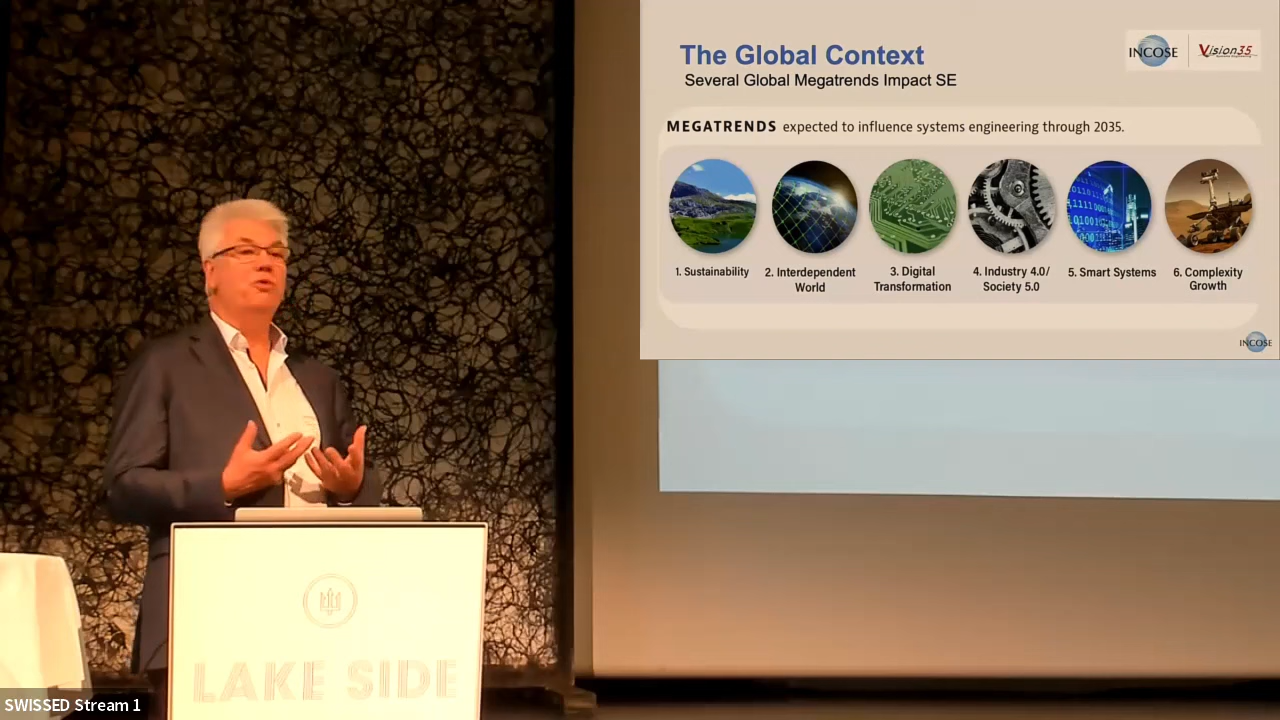 The Global Context
Several Global Megatrends Impact SE
INCOSE
Vision35
MEGATRENDS expected to influence systems engineering through 2035.
1. Sustainability
2. Interdependent
World
3. Digital
Transformation
4. Industry 4.0/
Society 5.0
5. Smart Systems
6. Complexity
Growth
INCOSE
LAKE SIDE
SWISSED Stream 1